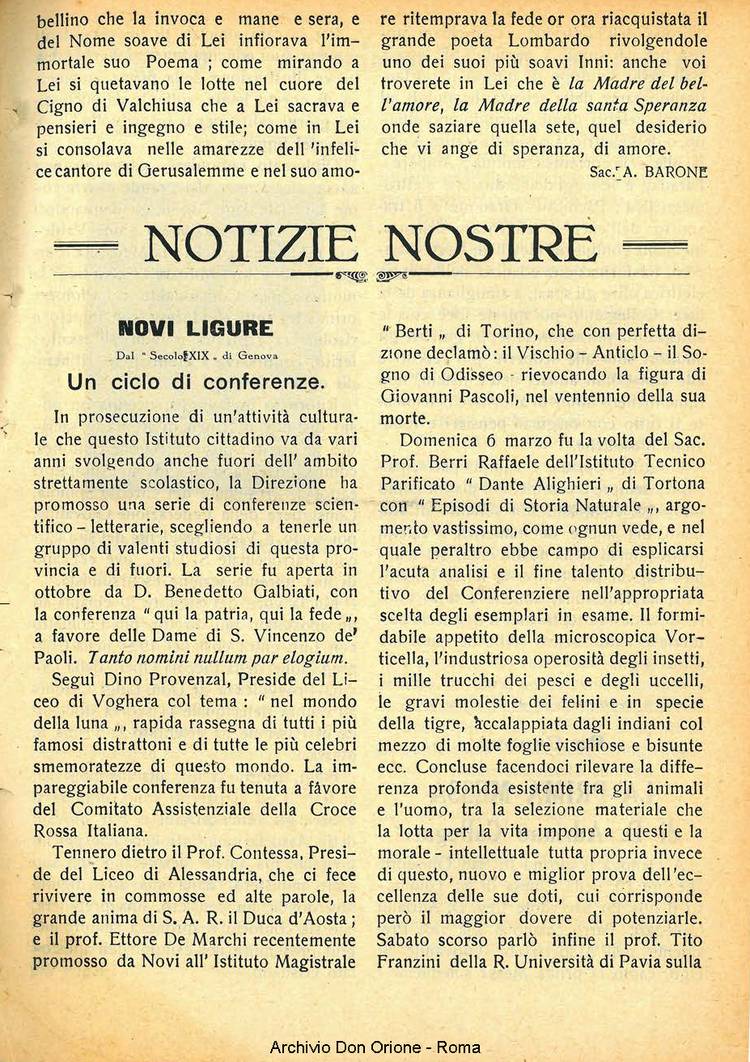 bellino che la invoca e mane e sera, e
del Nome soave di Lei infiorava l'im-
mortale suo Poema ; come mirando a
Lei si quetavano le lotte nel cuore del
Cigno di Valchiusa che a Lei sacrava e
pensieri e ingegno e stile; come in Lei
si consolava nelle amarezze dell 'infeli-
ce cantore di Gerusalemme e nel suo amo-
re ritemprava la fede or ora riacquistata il
grande poeta Lombardo rivolgendole
uno dei suoi più soavi Inni: anche voi
troverete in Lei che è la Madre del bel-
l'amore, la Madre della santa Speranza
onde saziare quella sete, quel desiderio
che vi ange di speranza, di amore.
Sac. A. BARONE
NOTIZIE NOSTRE
NOVI LIGURE
Dal " Secolo XIX „ di Genova
Un ciclo di conferenze.
In prosecuzione di un'attività cultura-
le che questo Istituto cittadino va da vari
anni svolgendo anche fuori dell' ambito
strettamente scolastico, la Direzione ha
promosso una serie di conferenze scien-
tifico - letterarie, scegliendo a tenerle un
gruppo di valenti studiosi di questa pro-
vincia e di fuori. La serie fu aperta in
ottobre da D. Benedetto Galbiati, con
la conferenza " qui la patria, qui la fede „,
a favore delle Dame di S. Vincenzo de'
Paoli. Tanto nomini nullum par elogium.
Seguì Dino Provenzal, Preside del Li-
ceo di Voghera col tema : " nel mondo
della luna „, rapida rassegna di tutti i più
famosi distrattoni e di tutte le più celebri
smemoratezze di questo mondo. La im-
pareggiabile conferenza fu tenuta a favore
del Comitato Assistenziale della Croce
Rossa Italiana.
Tennero dietro il Prof. Contessa, Presi-
de del Liceo di Alessandria, che ci fece
rivivere in commosse ed alte parole, la
grande anima di S. A. R. il Duca d'Aosta ;
e il prof. Ettore De Marchi recentemente
promosso da Novi all' Istituto Magistrale
" Berti „ di Torino, che con perfetta di-
zione declamò: il Vischio - Anticlo - il So-
gno di Odisseo - rievocando la figura di
Giovanni Pascoli, nel ventennio della sua
morte.
Domenica 6 marzo fu la volta del Sac.
Prof. Berri Raffaele dell'Istituto Tecnico
Parificato " Dante Alighieri „ di Tortona
con " Episodi di Storia Naturale „, argo-
mento vastissimo, come ognun vede, e nel
quale peraltro ebbe campo di esplicarsi
l'acuta analisi e il fine talento distribu-
tivo del Conferenziere nell'appropriata
scelta degli esemplari in esame. Il formi-
dabile appetito della microscopica Vor-
ticella, l'industriosa operosità degli insetti,
i mille trucchi dei pesci e degli uccelli,
le gravi molestie dei felini e in specie
della tigre, accalappiata dagli indiani col
mezzo di molte foglie vischiose e bisunte
ecc. Concluse facendoci rilevare la diffe-
renza profonda esistente fra gli animali
e l'uomo, tra la selezione materiale che
la lotta per la vita impone a questi e la
morale - intellettuale tutta propria invece
di questo, nuovo e miglior prova dell'ec-
cellenza delle sue doti, cui corrisponde
però il maggior dovere di potenziarle.
Sabato scorso parlò infine il prof. Tito
Franzini della R. Università di Pavia sulla
Archivio Don Orione - Roma